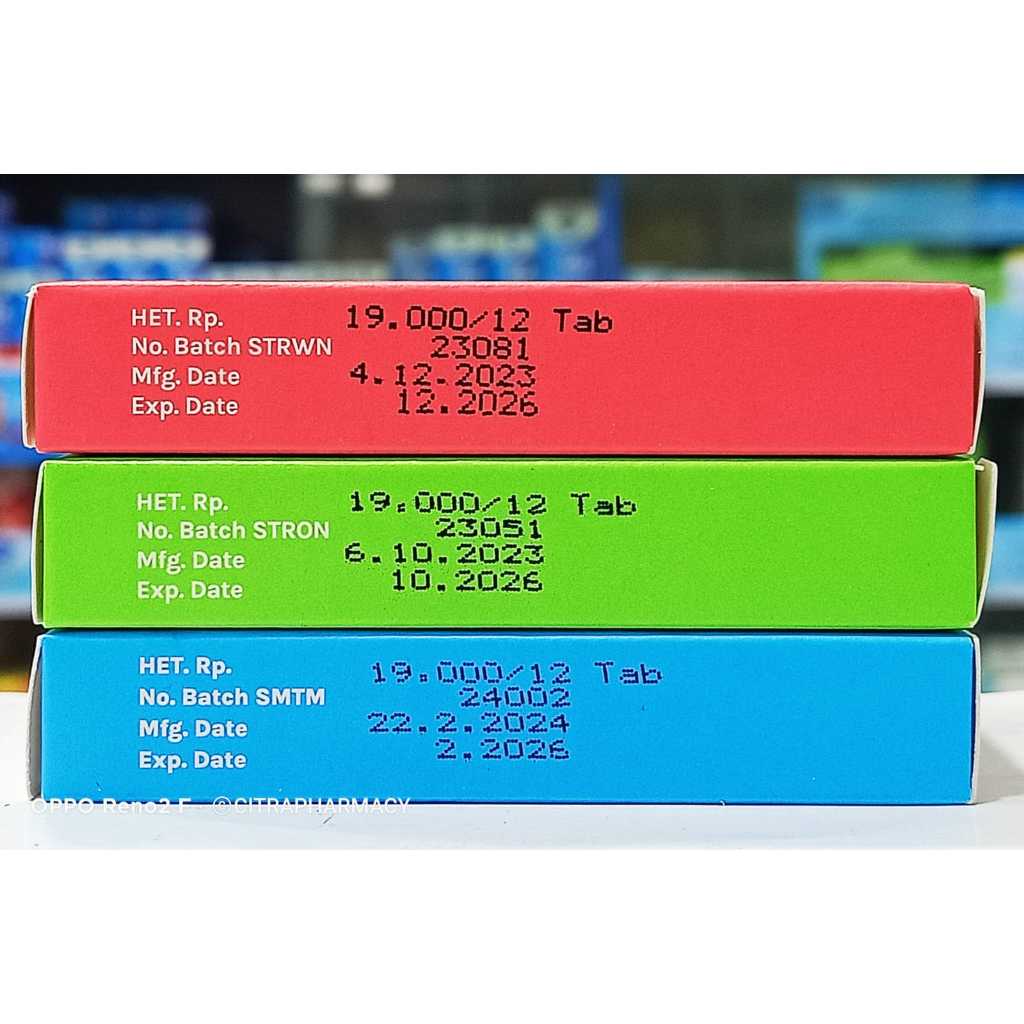 HET. Rp. 19.000/12 Tab
No. Batch STRWN 23081
Mfg. Date 4.12.2023
Exp. Date 12.2026
HET. Rp. 19.000/12 Tab
No. Batch STRON 23051
Mfg. Date 6.10.2023
Exp. Date 10.2026
HET. Rp. 19.000/12 Tab
No. Batch SMTM 24002
Mfg. Date 22.2.2024
Exp. Date 2.2026
OPPO Reno2 F ©CITRAPHARMACY